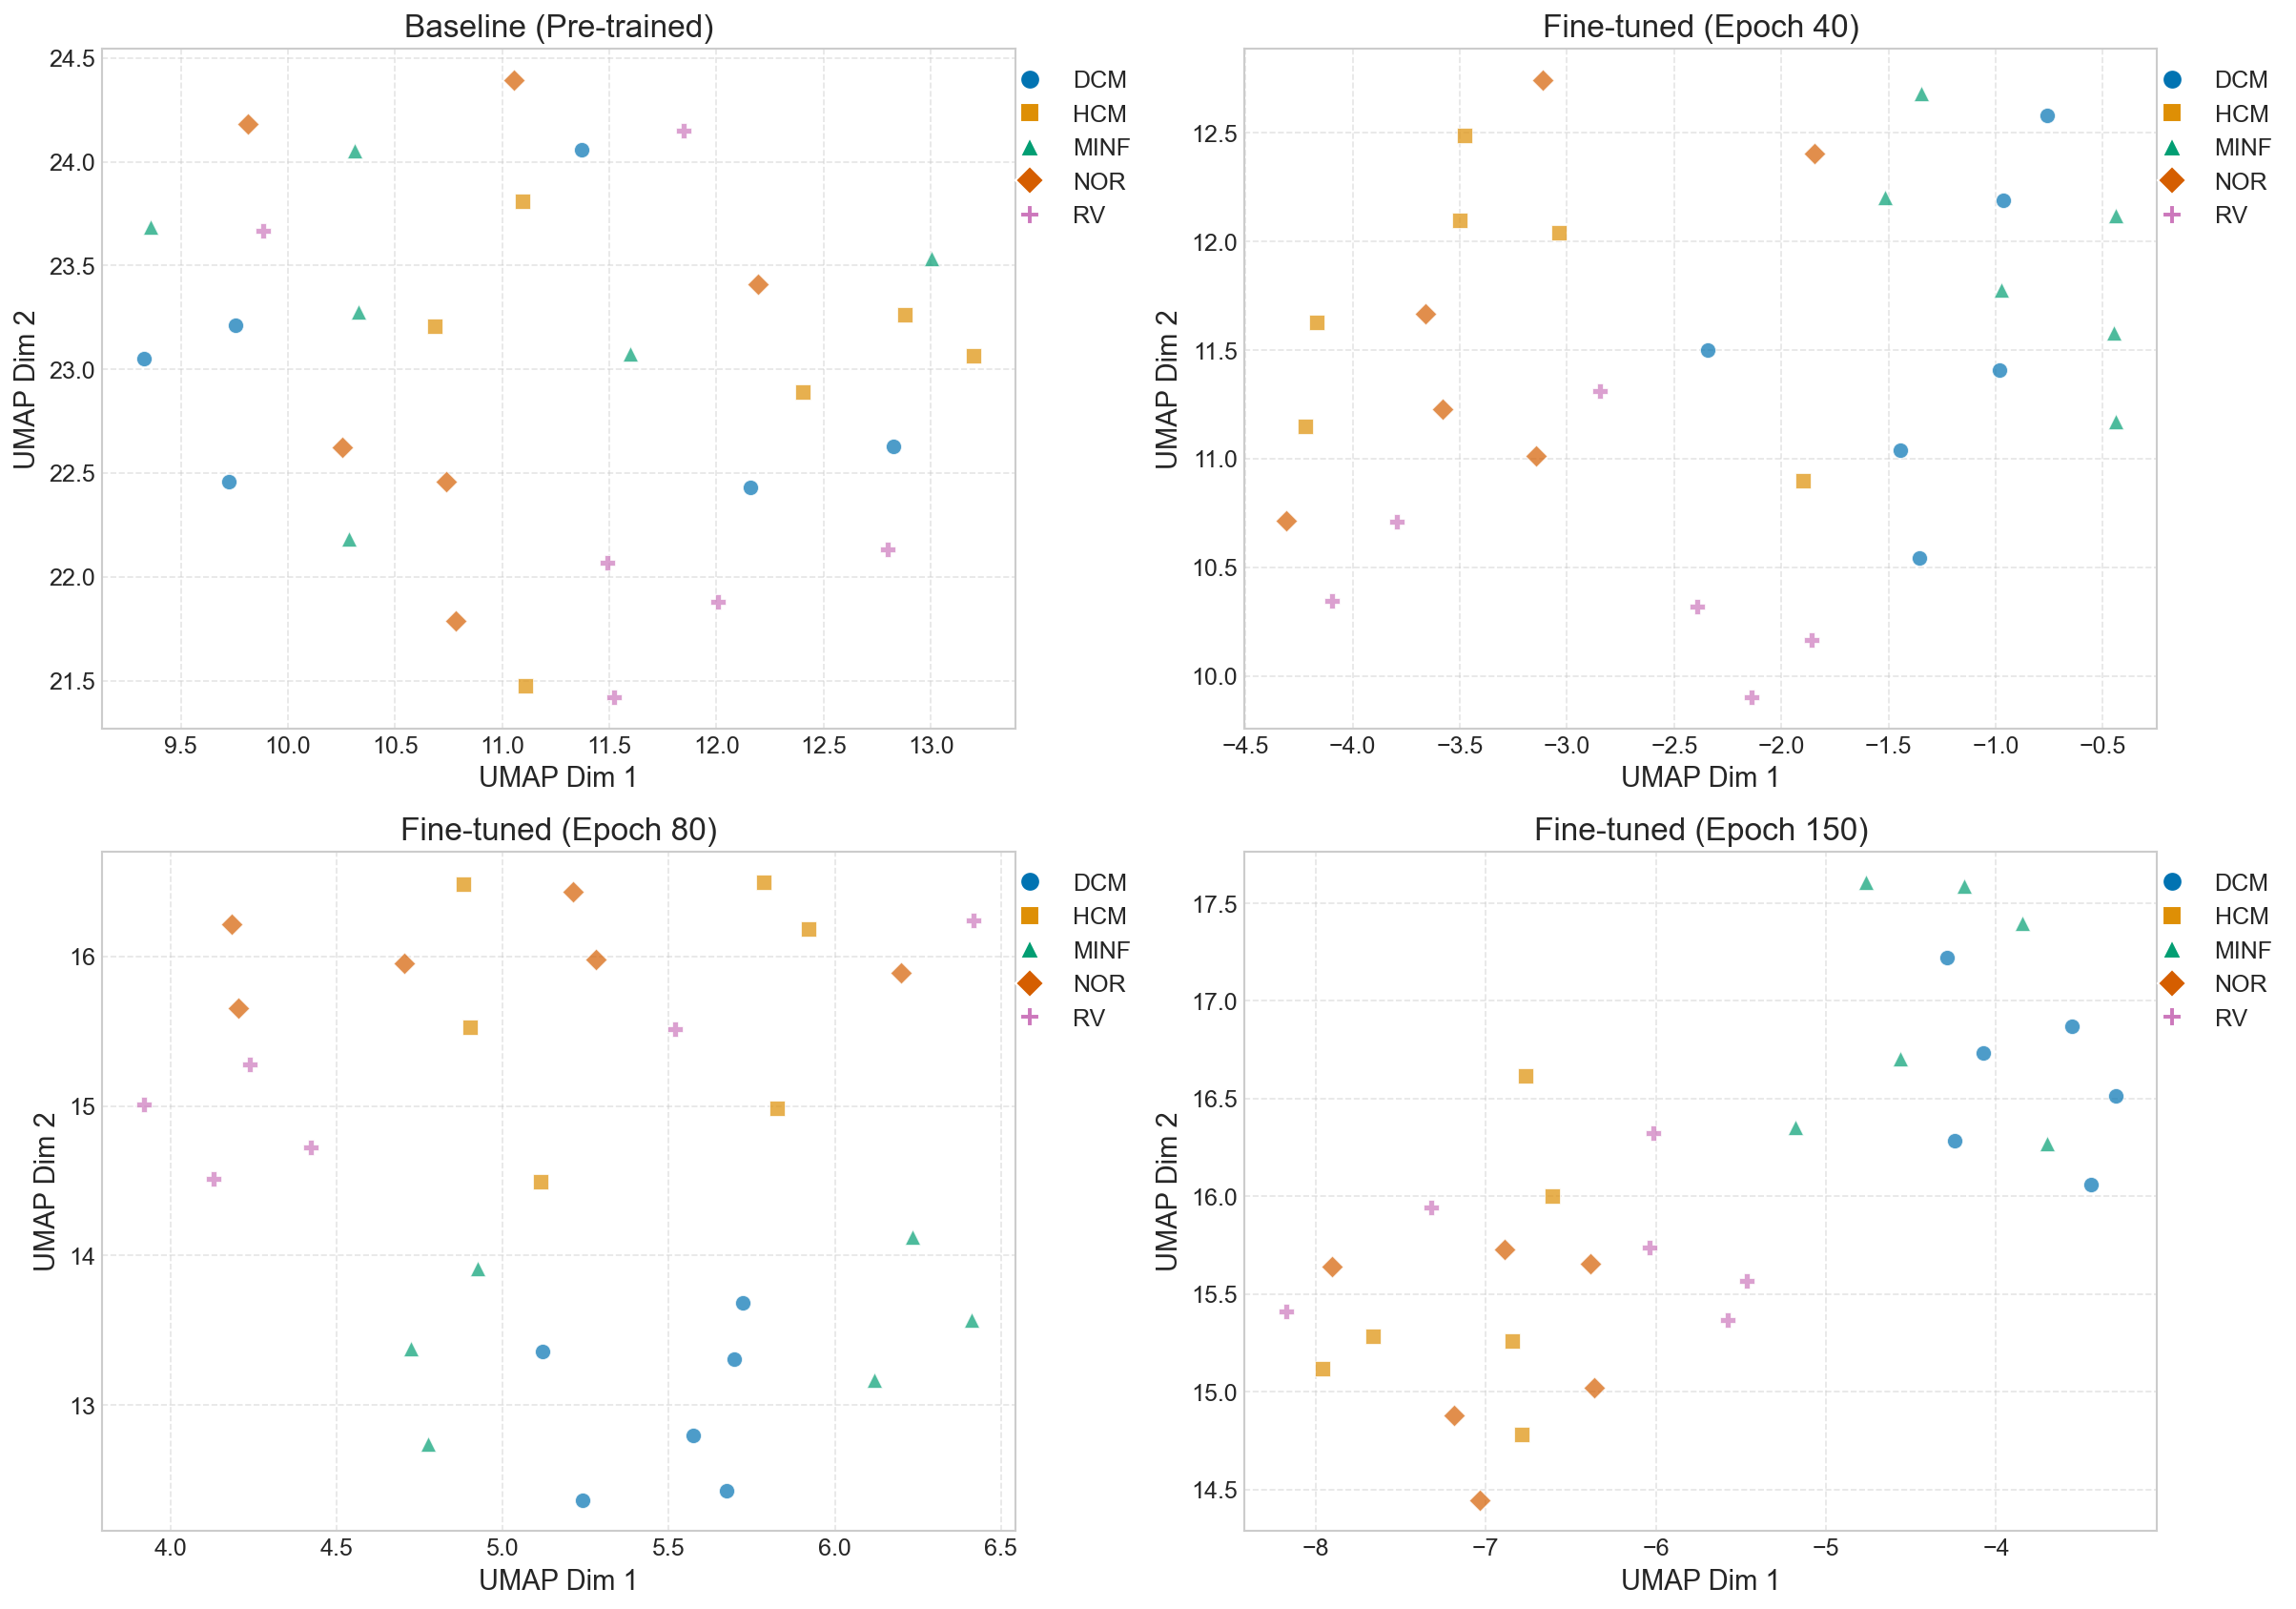 Baseline (Pre-trained)
24.5
24.0
23.5
23.0
22.5
22.0
21.5
UMAP Dim 2
9.5 10.0 10.5 11.0 11.5 12.0 12.5 13.0
UMAP Dim 1
DCM
HCM
MINF
NOR
RV
Fine-tuned (Epoch 40)
12.5
12.0
11.5
11.0
10.5
10.0
UMAP Dim 2
−4.5 −4.0 −3.5 −3.0 −2.5 −2.0 −1.5 −1.0 −0.5
UMAP Dim 1
DCM
HCM
MINF
NOR
RV
Fine-tuned (Epoch 80)
16
15
14
13
UMAP Dim 2
4.0 4.5 5.0 5.5 6.0 6.5
UMAP Dim 1
DCM
HCM
MINF
NOR
RV
Fine-tuned (Epoch 150)
17.5
17.0
16.5
16.0
15.5
15.0
14.5
UMAP Dim 2
−8 −7 −6 −5 −4
UMAP Dim 1
DCM
HCM
MINF
NOR
RV